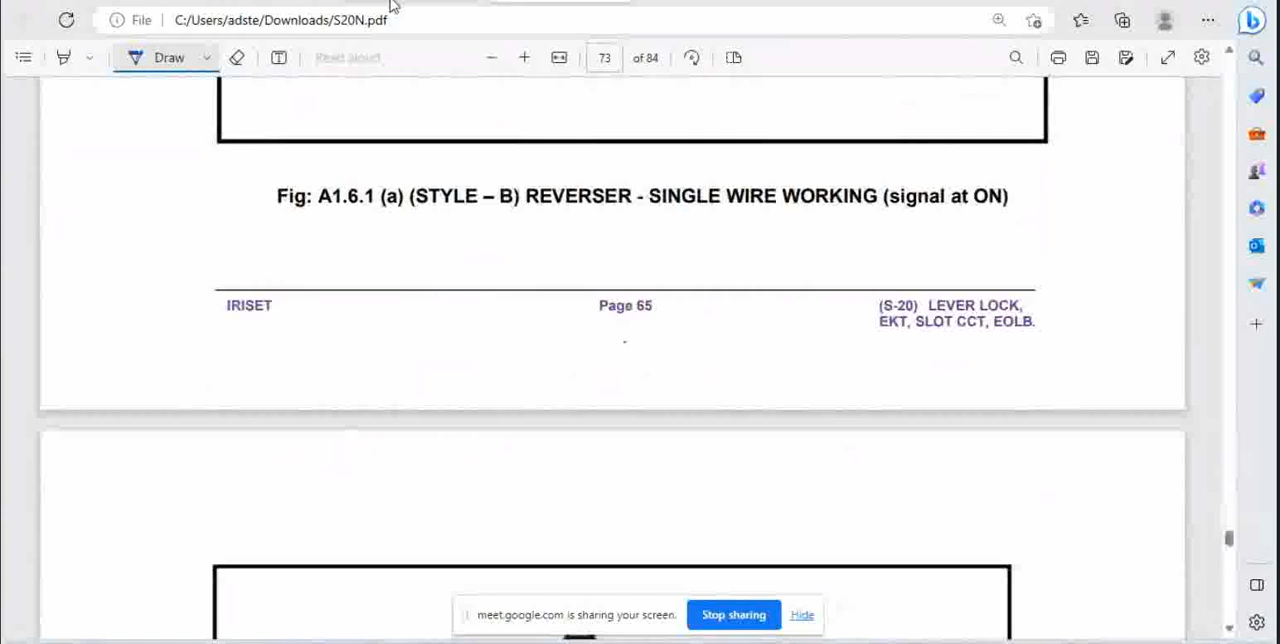 File C:/Users/adste/Downloads/S20N.pdf
Draw Read aloud 73 of 84
Fig: A1.6.1 (a) (STYLE – B) REVERSER - SINGLE WIRE WORKING (signal at ON)
IRISET Page 65 (S-20) LEVER LOCK,
EKT, SLOT CCT, EOLB.
meet.google.com is sharing your screen. Stop sharing Hide